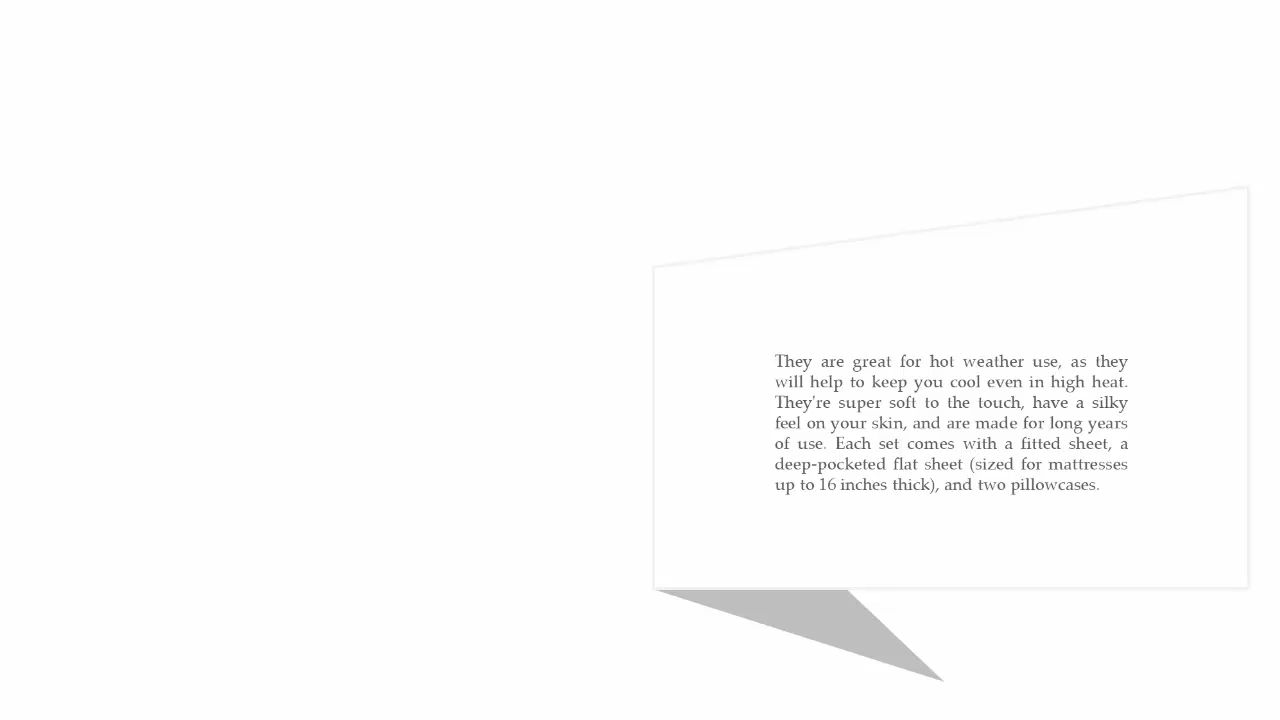 They are great for hot weather use, as they
will help to keep you cool even in high heat.
They're super soft to the touch, have a silky
feel on your skin, and are made for long years
of use. Each set comes with a fitted sheet, a
deep-pocketed flat sheet (sized for mattresses
up to 16 inches thick), and two pillowcases.